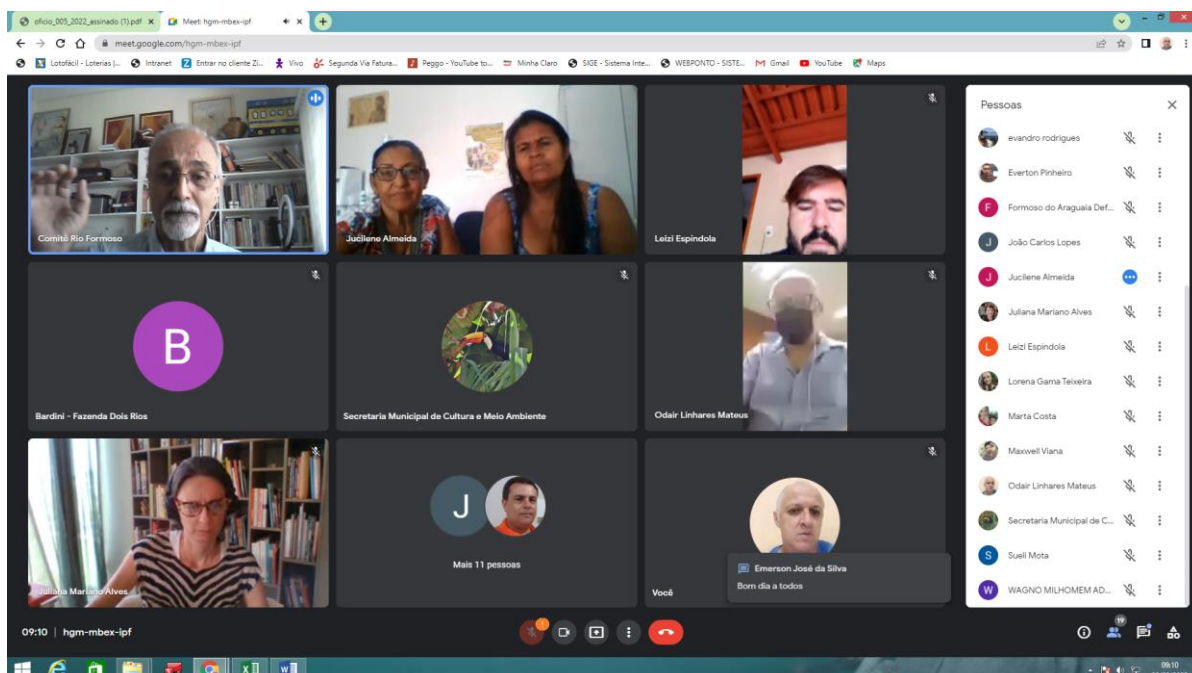 oficio_005_2022_assinado (1).pdf
Meet: hgm-mbex-ipf
meet.google.com/hgm-mbex-ipf
Lotofácil - Loterias |...
Intranet
Entrar no cliente Zi...
Vivo
Segunda Via Fatura...
Peggo - YouTube to...
Minha Claro
SIGE - Sistema Inte...
WEBPONTO - SISTE...
Gmail
YouTube
Maps
Comitê Rio Formoso
Jucilene Almeida
Leizi Espindola
B
Bardini - Fazenda Dois Rios
Secretaria Municipal de Cultura e Meio Ambiente
Odair Linhares Mateus
Juliana Mariano Alves
J
Mais 11 pessoas
Você
Emerson José da Silva
Bom dia a todos
Pessoas
evandro rodrigues
Everton Pinheiro
F
Formoso do Araguaia Def...
J
João Carlos Lopes
J
Jucilene Almeida
Juliana Mariano Alves
L
Leizi Espindola
Lorena Gama Teixeira
Marta Costa
Maxwell Viana
Odair Linhares Mateus
Secretaria Municipal de C...
S
Sueli Mota
W
WAGNO MILHOMEM AD...
09:10 | hgm-mbex-ipf
19
09:10